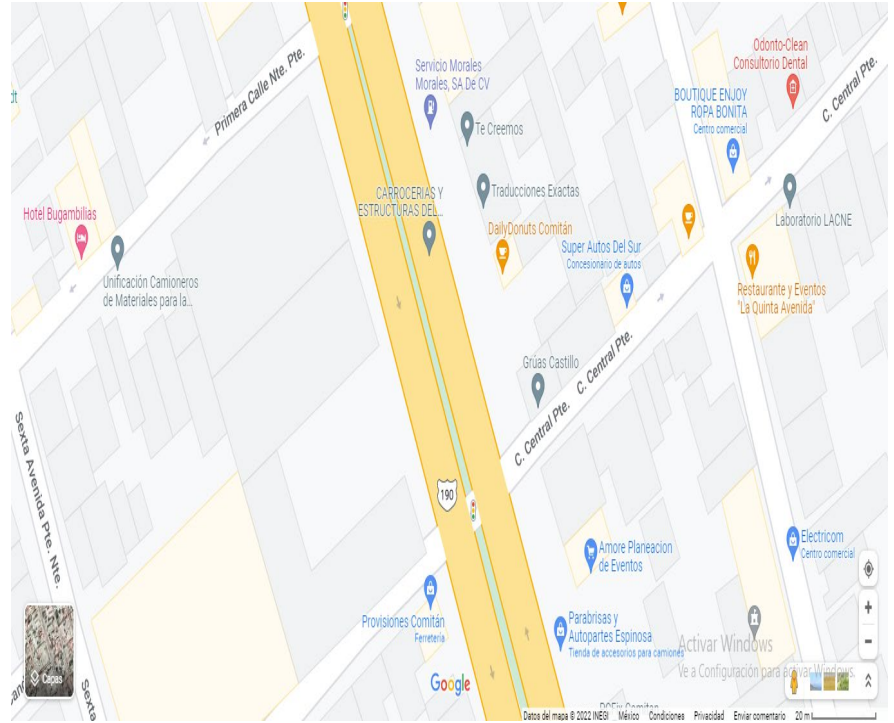 Odonto-Clean
Consultorio Dental
C. Central Pte.
Servicio Morales
Morales, SA De CV
Primera Calle Nte. Pte.
dt
BOUTIQUE ENJOY
ROPA BONITA
Centro comercial
Te Creemos
CARROCERIAS Y
ESTRUCTURAS DEL...
Traducciones Exactas
Hotel Bugambilias
Laboratorio LACNE
DailyDonuts Comitán
Super Autos Del Sur
Concesionario de autos
Unificación Camioneros
de Materiales para la...
Restaurante y Eventos
"La Quinta Avenida"
Grúas Castillo
C. Central Pte.
C. Central Pte.
Sexta Avenida Pte. Nte.
190
Electricom
Centro comercial
Amore Planeacion
de Eventos
Provisiones Comitán
Ferretería
Parabrisas y
Autopartes Espinosa
Tienda de accesorios para camiones
Activar Windows
Ve a Configuración para activar Windows.
Capas
Google
Datos del mapa © 2022 INEGI México Condiciones Privacidad Enviar comentario 20 m